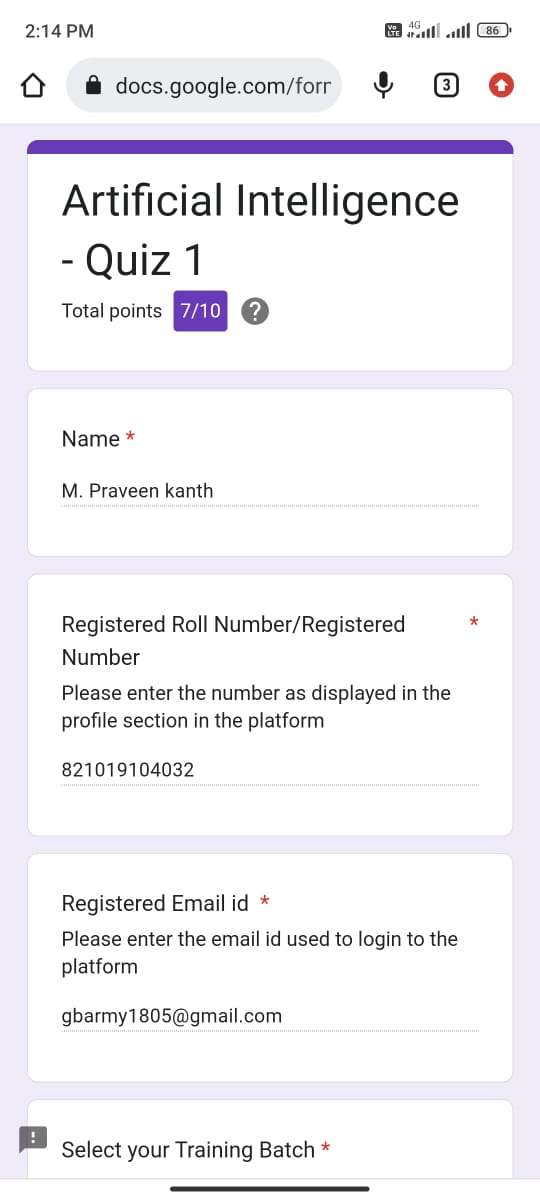 2:14 PM
Vo LTE 4G 86
docs.google.com/forr
3
Artificial Intelligence
- Quiz 1
Total points 7/10 ?
Name *
M. Praveen kanth
Registered Roll Number/Registered *
Number
Please enter the number as displayed in the
profile section in the platform
821019104032
Registered Email id *
Please enter the email id used to login to the
platform
gbarmy1805@gmail.com
Select your Training Batch *